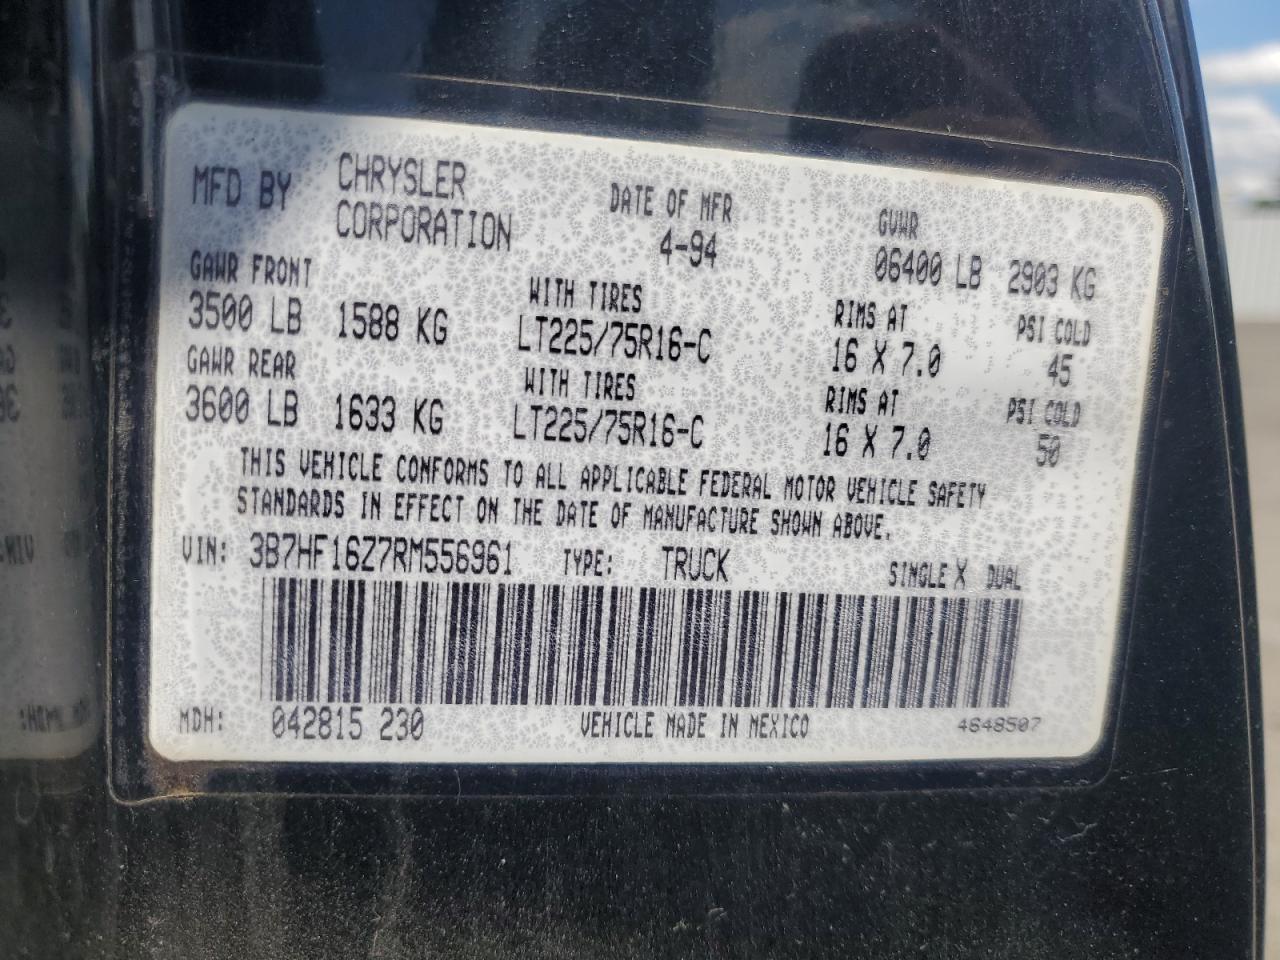 MFD BY CHRYSLER CORPORATION DATE OF MFR 4-94 GVWR 06400 LB 2903 KG
GAWR FRONT WITH TIRES RIMS AT PSI COLD
3500 LB 1588 KG LT225/75R16-C 16 X 7.0 45
GAWR REAR WITH TIRES RIMS AT PSI COLD
3600 LB 1633 KG LT225/75R16-C 16 X 7.0 50
THIS VEHICLE CONFORMS TO ALL APPLICABLE FEDERAL MOTOR VEHICLE SAFETY
STANDARDS IN EFFECT ON THE DATE OF MANUFACTURE SHOWN ABOVE.
VIN: 3B7HF16Z7RM556961 TYPE: TRUCK SINGLE X DUAL
MDH: 042815 230 VEHICLE MADE IN MEXICO 4648507